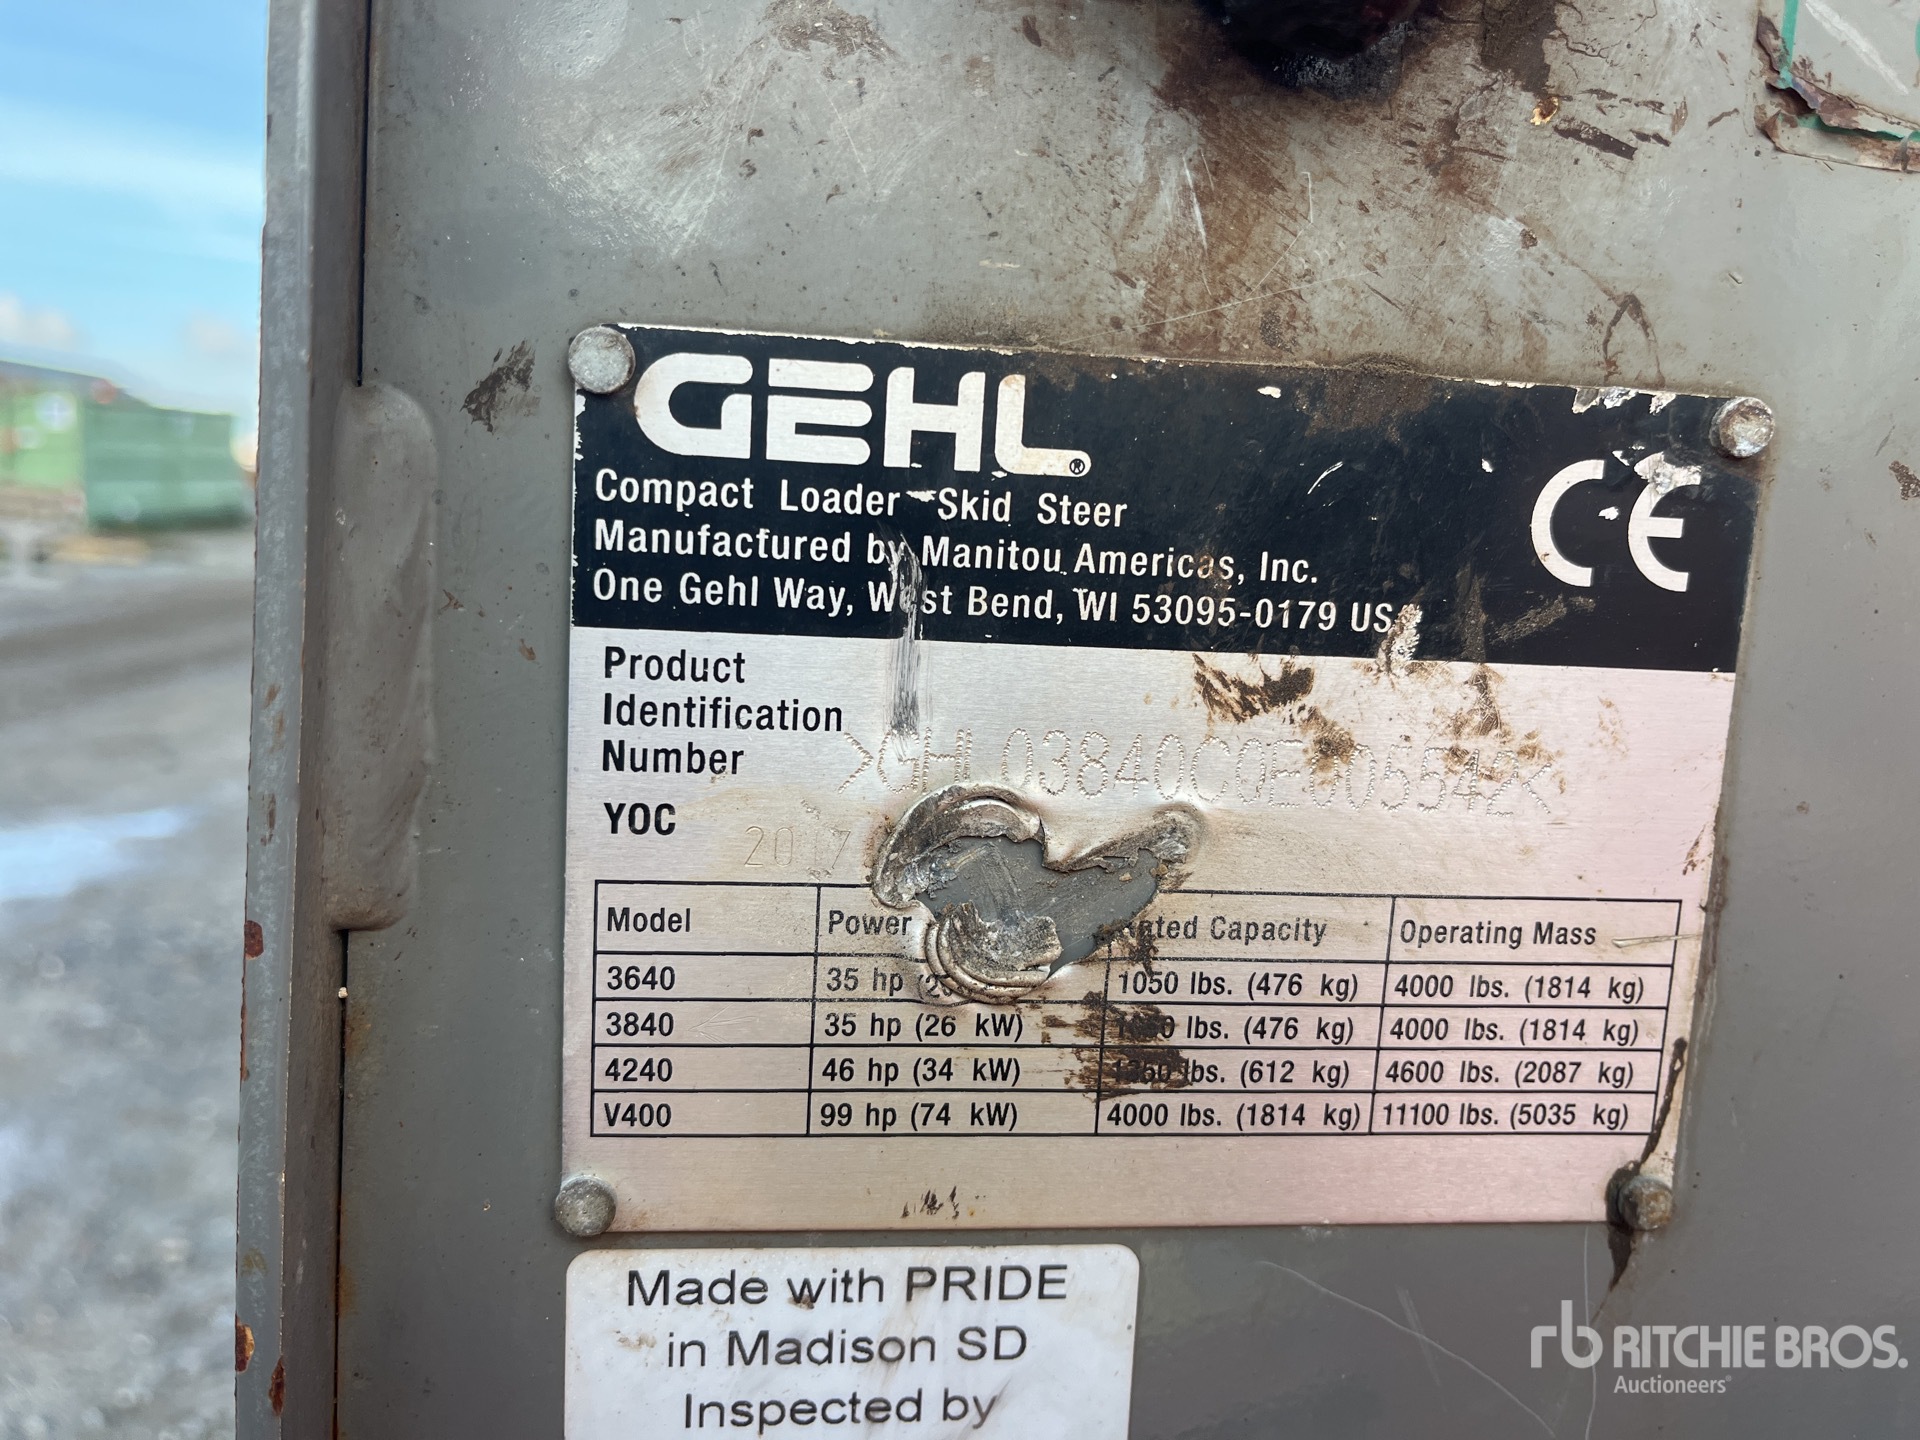 GEHL®
Compact Loader - Skid Steer
Manufactured by Manitou Americas, Inc.
One Gehl Way, West Bend, WI 53095-0179 US
CE
Product
Identification
Number >GHL03840C0E005542<
YOC 2017
Model Power Rated Capacity Operating Mass
3640 35 hp 1050 lbs. (476 kg) 4000 lbs. (1814 kg)
3840 35 hp (26 kW) lbs. (476 kg) 4000 lbs. (1814 kg)
4240 46 hp (34 kW) 1350 lbs. (612 kg) 4600 lbs. (2087 kg)
V400 99 hp (74 kW) 4000 lbs. (1814 kg) 11100 lbs. (5035 kg)
Made with PRIDE
in Madison SD
Inspected by
rb RITCHIE BROS.
Auctioneers